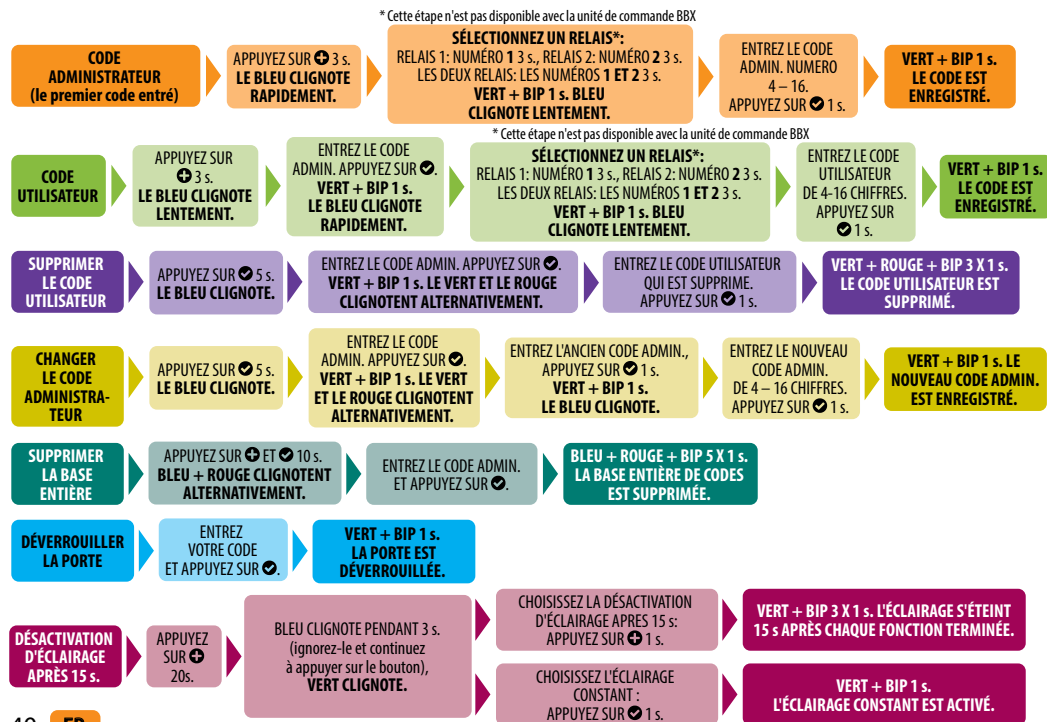 * Cette étape n'est pas disponible avec la unité de commande BBX
CODE
ADMINISTRATEUR
(le premier code entré)
APPUYEZ SUR ➕ 3 s.
LE BLEU CLIGNOTE
RAPIDEMENT.
SÉLECTIONNEZ UN RELAIS*:
RELAIS 1: NUMÉRO 1 3 s., RELAIS 2: NUMÉRO 2 3 s.
LES DEUX RELAIS: LES NUMÉROS 1 ET 2 3 s.
VERT + BIP 1 s. BLEU
CLIGNOTE LENTEMENT.
ENTREZ LE CODE
ADMIN. NUMERO
4 – 16.
APPUYEZ SUR ✔ 1 s.
VERT + BIP 1 s.
LE CODE EST
ENREGISTRÉ.
* Cette étape n'est pas disponible avec la unité de commande BBX
CODE
UTILISATEUR
APPUYEZ SUR
➕ 3 s.
LE BLEU CLIGNOTE
LENTEMENT.
ENTREZ LE CODE
ADMIN. APPUYEZ SUR ✔.
VERT + BIP 1 s.
LE BLEU CLIGNOTE
RAPIDEMENT.
SÉLECTIONNEZ UN RELAIS*:
RELAIS 1: NUMÉRO 1 3 s., RELAIS 2: NUMÉRO 2 3 s.
LES DEUX RELAIS: LES NUMÉROS 1 ET 2 3 s.
VERT + BIP 1 s. BLEU
CLIGNOTE LENTEMENT.
ENTREZ LE CODE
UTILISATEUR
DE 4-16 CHIFFRES.
APPUYEZ SUR
✔ 1 s.
VERT + BIP 1 s.
LE CODE EST
ENREGISTRÉ.
SUPPRIMER
LE CODE
UTILISATEUR
APPUYEZ SUR ✔ 5 s.
LE BLEU CLIGNOTE.
ENTREZ LE CODE ADMIN. APPUYEZ SUR ✔.
VERT + BIP 1 s. LE VERT ET LE ROUGE
CLIGNOTENT ALTERNATIVEMENT.
ENTREZ LE CODE UTILISATEUR
QUI EST SUPPRIME.
APPUYEZ SUR ✔ 1 s.
VERT + ROUGE + BIP 3 X 1 s.
LE CODE UTILISATEUR EST
SUPPRIMÉ.
CHANGER
LE CODE
ADMINISTRA-
TEUR
APPUYEZ SUR ✔ 5 s.
LE BLEU CLIGNOTE.
ENTREZ LE CODE
ADMIN. APPUYEZ SUR ✔.
VERT + BIP 1 s. LE VERT
ET LE ROUGE CLIGNOTENT
ALTERNATIVEMENT.
ENTREZ L'ANCIEN CODE ADMIN.,
APPUYEZ SUR ✔ 1 s.
VERT + BIP 1 s.
LE BLEU CLIGNOTE.
ENTREZ LE NOUVEAU
CODE ADMIN.
DE 4 – 16 CHIFFRES.
APPUYEZ SUR ✔ 1 s.
VERT + BIP 1 s. LE
NOUVEAU CODE ADMIN.
EST ENREGISTRÉ.
SUPPRIMER
LA BASE
ENTIÈRE
APPUYEZ SUR ➕ ET ✔ 10 s.
BLEU + ROUGE CLIGNOTENT
ALTERNATIVEMENT.
ENTREZ LE CODE ADMIN.
ET APPUYEZ SUR ✔.
BLEU + ROUGE + BIP 5 X 1 s.
LA BASE ENTIÈRE DE CODES
EST SUPPRIMÉE.
DÉVERROUILLER
LA PORTE
ENTREZ
VOTRE CODE
ET APPUYEZ SUR ✔.
VERT + BIP 1 s.
LA PORTE EST
DÉVERROUILLÉE.
DÉSACTIVATION
D'ÉCLAIRAGE
APRÈS 15 s.
APPUYEZ
SUR ➕
20s.
BLEU CLIGNOTE PENDANT 3 s.
(ignorez-le et continuez
à appuyer sur le bouton),
VERT CLIGNOTE.
CHOISISSEZ LA DÉSACTIVATION
D'ÉCLAIRAGE APRES 15 s:
APPUYEZ SUR ➕ 1 s.
VERT + BIP 3 X 1 s. L'ÉCLAIRAGE S'ÉTEINT
15 s APRÈS CHAQUE FONCTION TERMINÉE.
CHOISISSEZ L'ÉCLAIRAGE
CONSTANT :
APPUYEZ SUR ✔ 1 s.
VERT + BIP 1 s.
L'ÉCLAIRAGE CONSTANT EST ACTIVÉ.